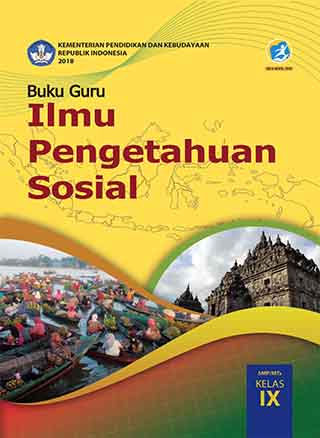 KEMENTERIAN PENDIDIKAN DAN KEBUDAYAAN
REPUBLIK INDONESIA
2018
Buku Guru
Ilmu
Pengetahuan
Sosial
SMP/MTs
KELAS
IX